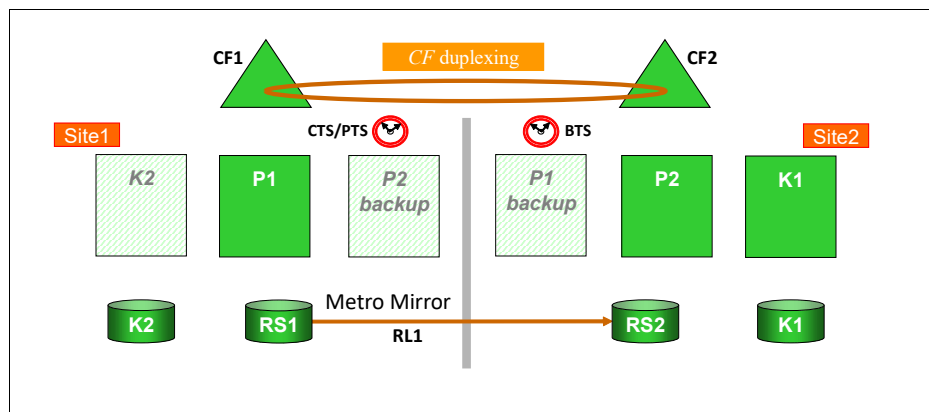 CF1
CF duplexing
CF2
CTS/PTS
BTS
Site1
Site2
K2
P1
P2
backup
P1
backup
P2
K1
K2
RS1
Metro Mirror
RL1
RS2
K1